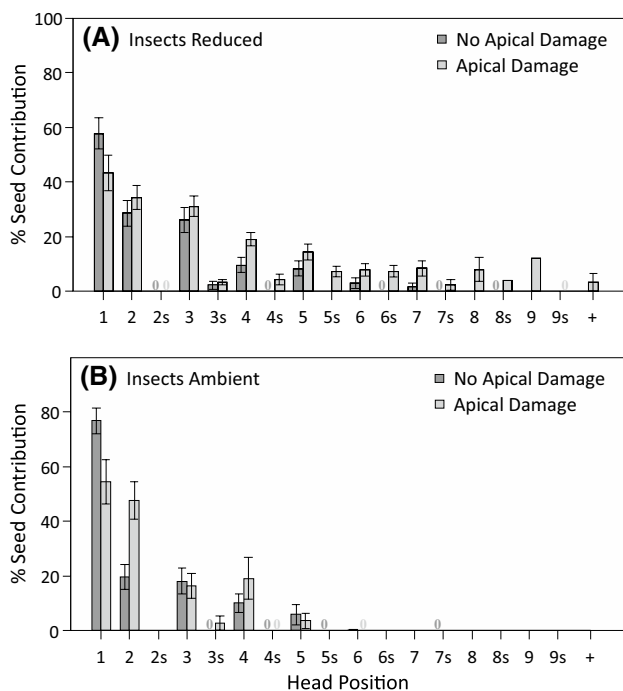 (A) Insects Reduced
No Apical Damage
Apical Damage
% Seed Contribution
100
80
60
40
20
0
0 0 0 0 0 0 0
1 2 2s 3 3s 4 4s 5 5s 6 6s 7 7s 8 8s 9 9s +
(B) Insects Ambient
No Apical Damage
Apical Damage
% Seed Contribution
80
60
40
20
0
0 0 0 0 0 0
1 2 2s 3 3s 4 4s 5 5s 6 6s 7 7s 8 8s 9 9s +
Head Position